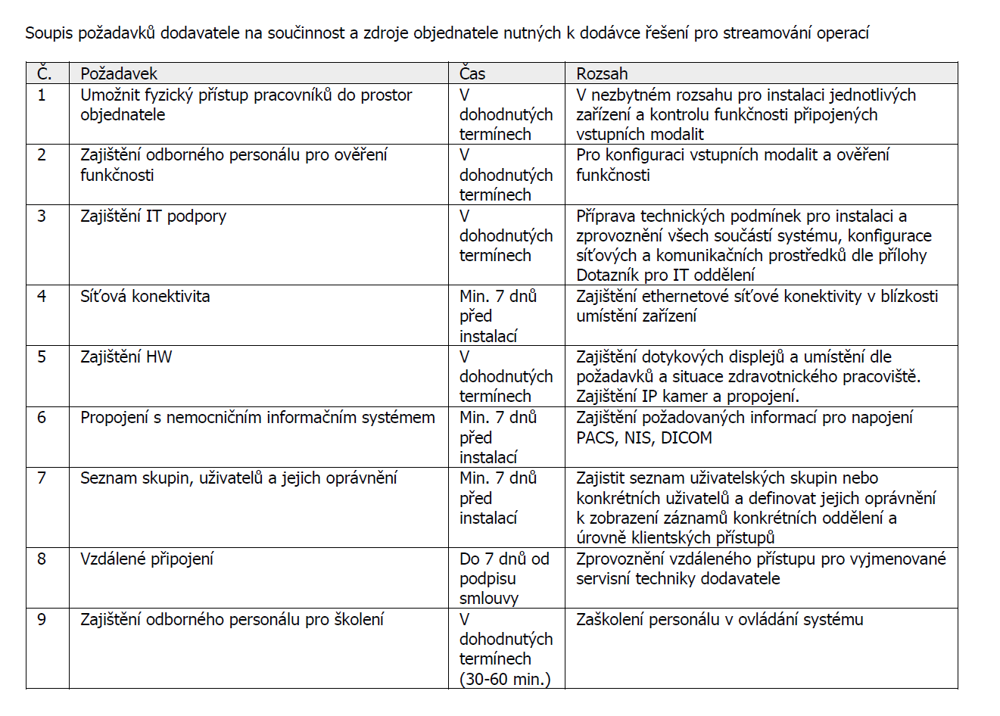 Soupis požadavků dodavatele na součinnost a zdroje objednatele nutných k dodávce řešení pro streamování operací
Č. Požadavek Čas Rozsah
1 Umožnit fyzický přístup pracovníků do prostor
objednatele
V
dohodnutých
termínech
V nezbytném rozsahu pro instalaci jednotlivých
zařízení a kontrolu funkčnosti připojených
vstupních modalit
2 Zajištění odborného personálu pro ověření
funkčnosti
V
dohodnutých
termínech
Pro konfiguraci vstupních modalit a ověření
funkčnosti
3 Zajištění IT podpory
V
dohodnutých
termínech
Příprava technických podmínek pro instalaci a
zprovoznění všech součástí systému, konfigurace
síťových a komunikačních prostředků dle přílohy
Dotazník pro IT oddělení
4 Síťová konektivita
Min. 7 dnů
před
instalací
Zajištění ethernetové síťové konektivity v blízkosti
umístění zařízení
5 Zajištění HW
V
dohodnutých
termínech
Zajištění dotykových displejů a umístění dle
požadavků a situace zdravotnického pracoviště.
Zajištění IP kamer a propojení.
6 Propojení s nemocničním informačním systémem
Min. 7 dnů
před
instalací
Zajištění požadovaných informací pro napojení
PACS, NIS, DICOM
7 Seznam skupin, uživatelů a jejich oprávnění
Min. 7 dnů
před
instalací
Zajistit seznam uživatelských skupin nebo
konkrétních uživatelů a definovat jejich oprávnění
k zobrazení záznamů konkrétních oddělení a
úrovně klientských přístupů
8 Vzdálené připojení
Do 7 dnů od
podpisu
smlouvy
Zprovoznění vzdáleného přístupu pro vyjmenované
servisní techniky dodavatele
9 Zajištění odborného personálu pro školení
V
dohodnutých
termínech
(30-60 min.)
Zaškolení personálu v ovládání systému